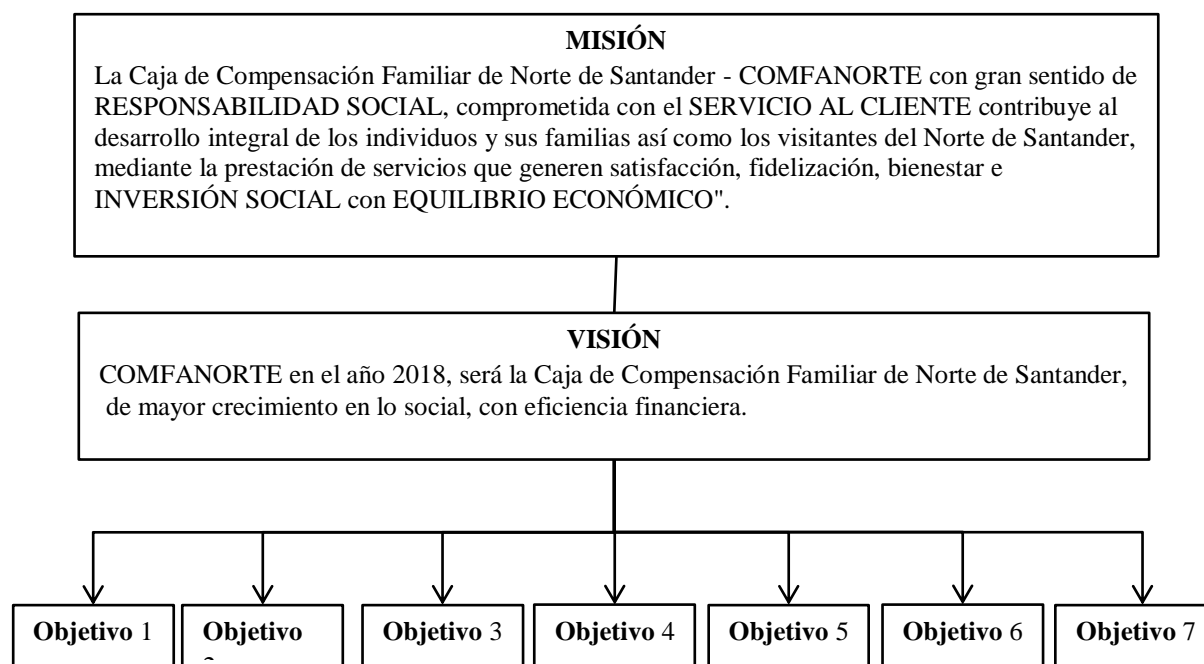 MISIÓN
La Caja de Compensación Familiar de Norte de Santander - COMFANORTE con gran sentido de
RESPONSABILIDAD SOCIAL, comprometida con el SERVICIO AL CLIENTE contribuye al
desarrollo integral de los individuos y sus familias así como los visitantes del Norte de Santander,
mediante la prestación de servicios que generen satisfacción, fidelización, bienestar e
INVERSIÓN SOCIAL con EQUILIBRIO ECONÓMICO".
VISIÓN
COMFANORTE en el año 2018, será la Caja de Compensación Familiar de Norte de Santander,
de mayor crecimiento en lo social, con eficiencia financiera.
Objetivo 1
Objetivo
Objetivo 3
Objetivo 4
Objetivo 5
Objetivo 6
Objetivo 7